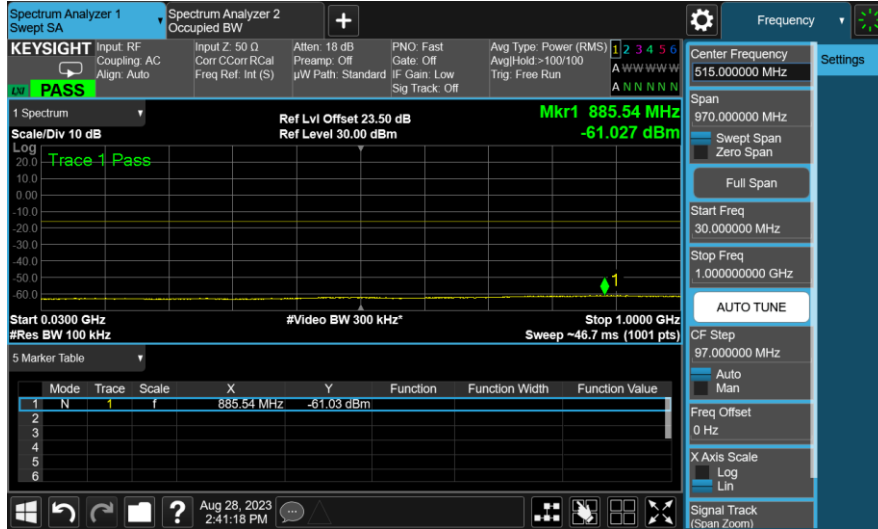 Spectrum Analyzer 1
Swept SA
Spectrum Analyzer 2
Occupied BW
+
Frequency
KEYSIGHT
LXI
PASS
Input: RF
Coupling: AC
Align: Auto
Input Z: 50 Ω
Corr CCorr RCal
Freq Ref: Int (S)
Atten: 18 dB
Preamp: Off
µW Path: Standard
PNO: Fast
Gate: Off
IF Gain: Low
Sig Track: Off
Avg Type: Power (RMS)
Avg|Hold:>100/100
Trig: Free Run
1 2 3 4 5 6
A W W W W W
A N N N N N
1 Spectrum
Scale/Div 10 dB
Ref Lvl Offset 23.50 dB
Ref Level 30.00 dBm
Mkr1 885.54 MHz
-61.027 dBm
Log
Trace 1 Pass
20.0
10.0
0.00
-10.0
-20.0
-30.0
-40.0
-50.0
-60.0
1
Start 0.0300 GHz
#Res BW 100 kHz
#Video BW 300 kHz*
Stop 1.0000 GHz
Sweep ~46.7 ms (1001 pts)
5 Marker Table
Mode Trace Scale X Y Function Function Width Function Value
1 N 1 f 885.54 MHz -61.03 dBm
2
3
4
5
6
?
Aug 28, 2023
2:41:18 PM
Center Frequency
515.000000 MHz
Span
970.000000 MHz
Swept Span
Zero Span
Full Span
Start Freq
30.000000 MHz
Stop Freq
1.000000000 GHz
AUTO TUNE
CF Step
97.000000 MHz
Auto
Man
Freq Offset
0 Hz
X Axis Scale
Log
Lin
Signal Track
(Span Zoom)
Settings